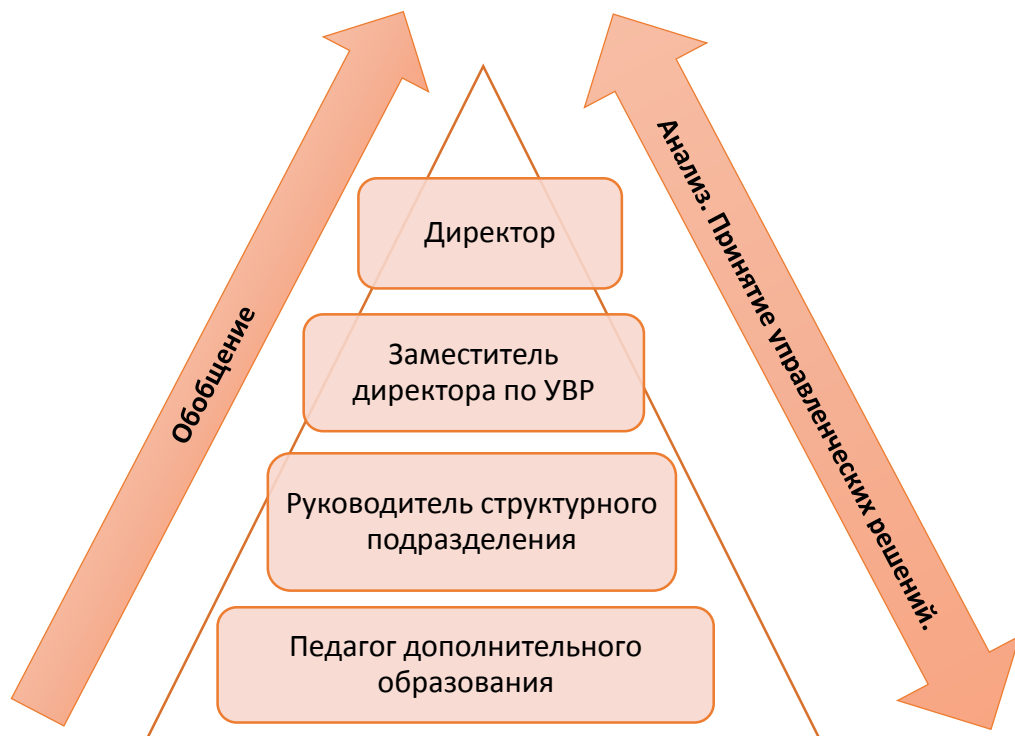 Обобщение
Директор
Заместитель
директора по УВР
Руководитель структурного
подразделения
Педагог дополнительного
образования
Анализ. Принятие управленческих решений.